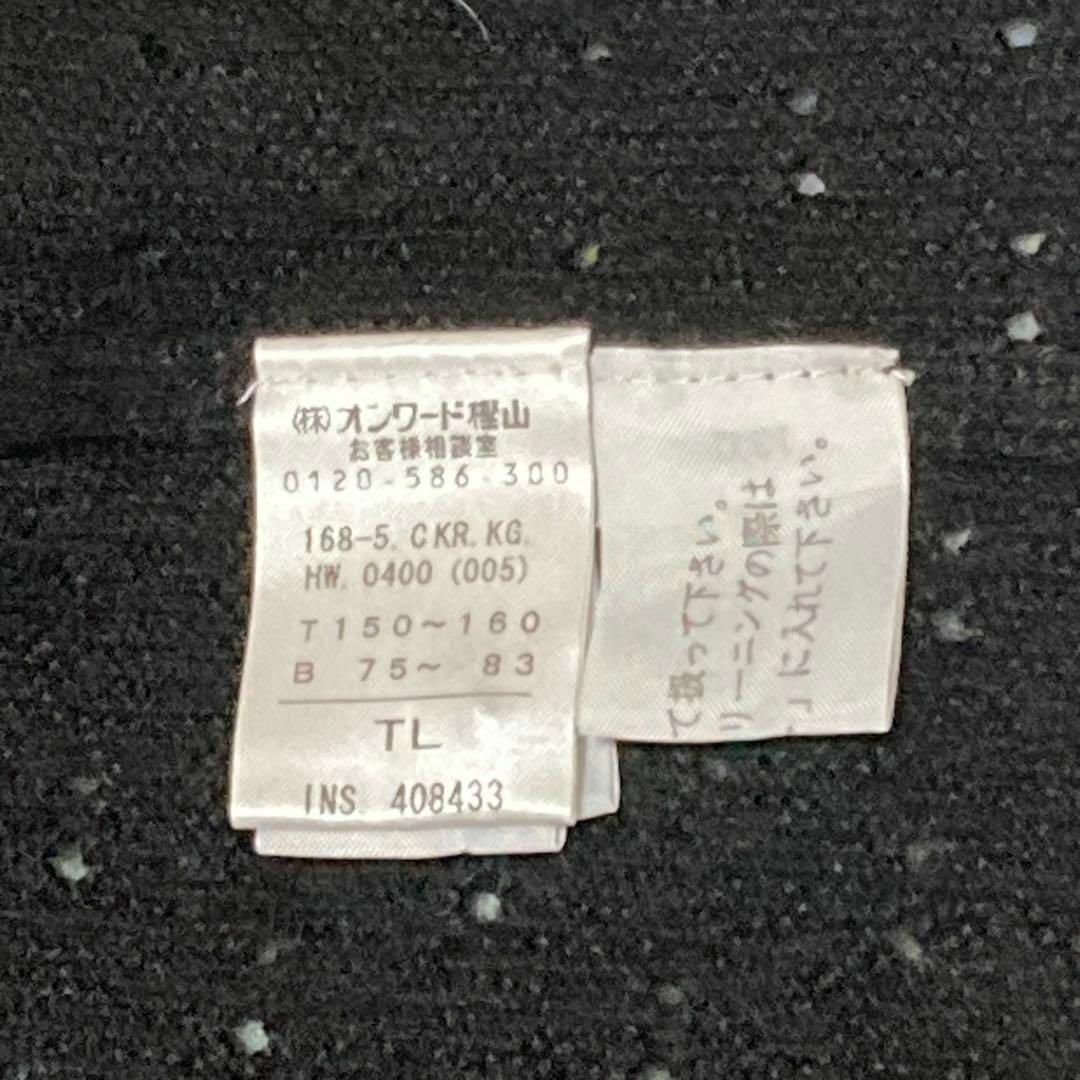 (株)オンワード樫山
お客様相談室
0120-586-300
168-5. CKR. KG.
HW. 0400 (005)
T 150~160
B 75~ 83
TL
INS. 408433
て扱って下さい。
リーニングの際は
」に入れて下さい。